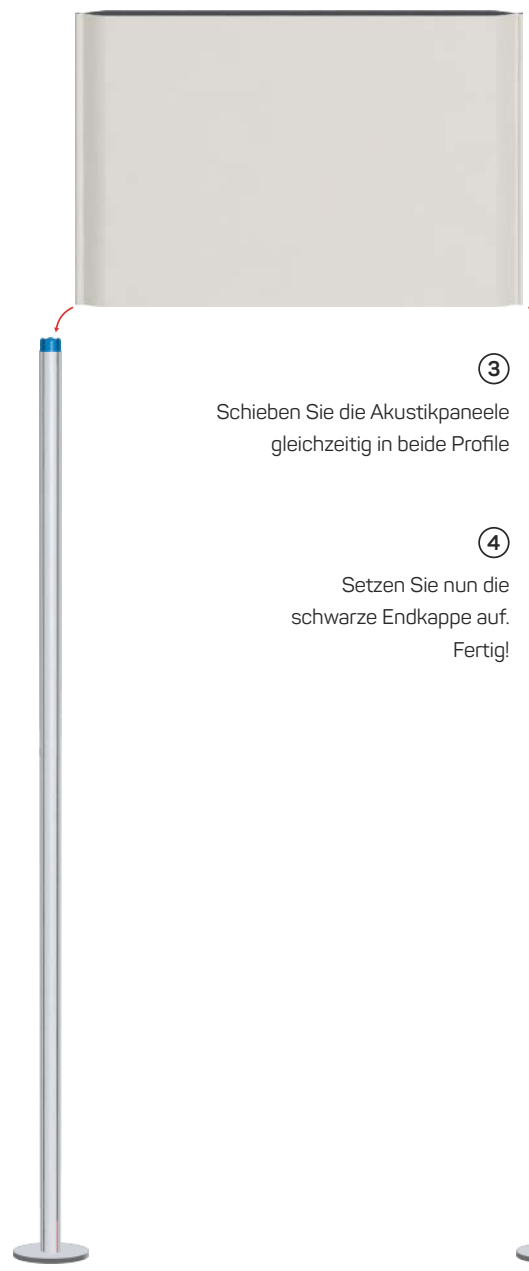 3
Schieben Sie die Akustikpaneele
gleichzeitig in beide Profile
4
Setzen Sie nun die
schwarze Endkappe auf.
Fertig!